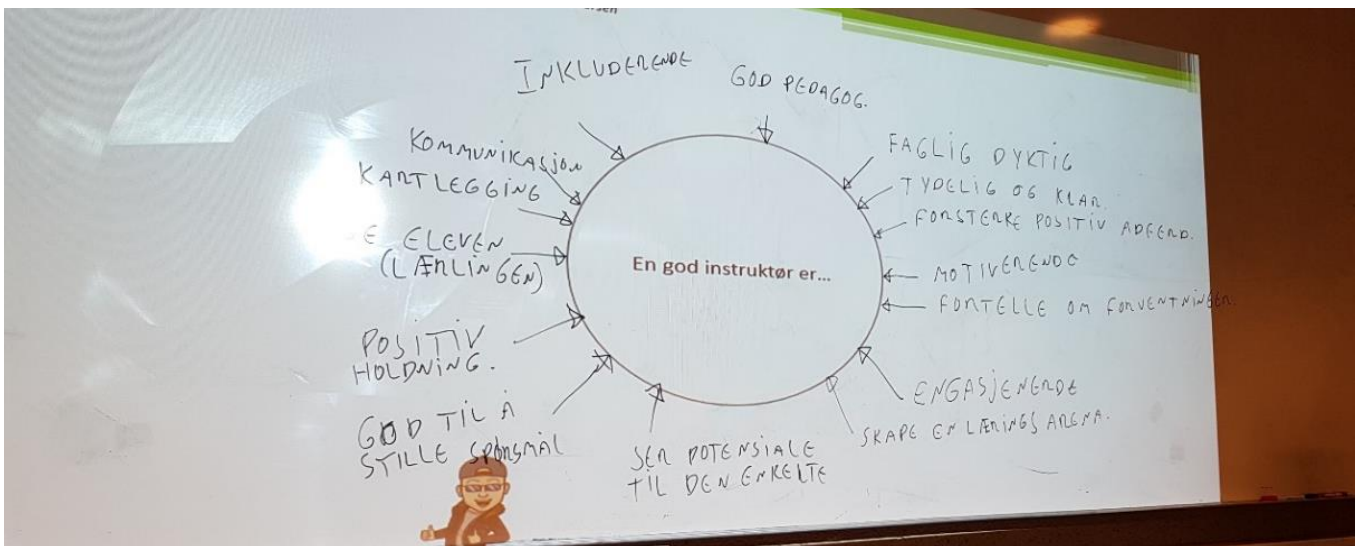 INKLUDERENDE
GOD PEDAGOG.
FAGLIG DYKTIG
TYDELIG OG KLAR.
FORSTERKE POSITIV ADFERD.
MOTIVERENDE
FORTELLE OM FORVENTNINGER.
ENGASJERENDE
SKAPE EN LÆRINGS ARENA.
SER POTENSIALE
TIL DEN ENKELTE
GOD TIL Å
STILLE SPØRSMÅL
POSITIV
HOLDNING.
ELEVEN
(LÆRLINGEN)
KARTLEGGING
KOMMUNIKASJON
En god instruktør er...